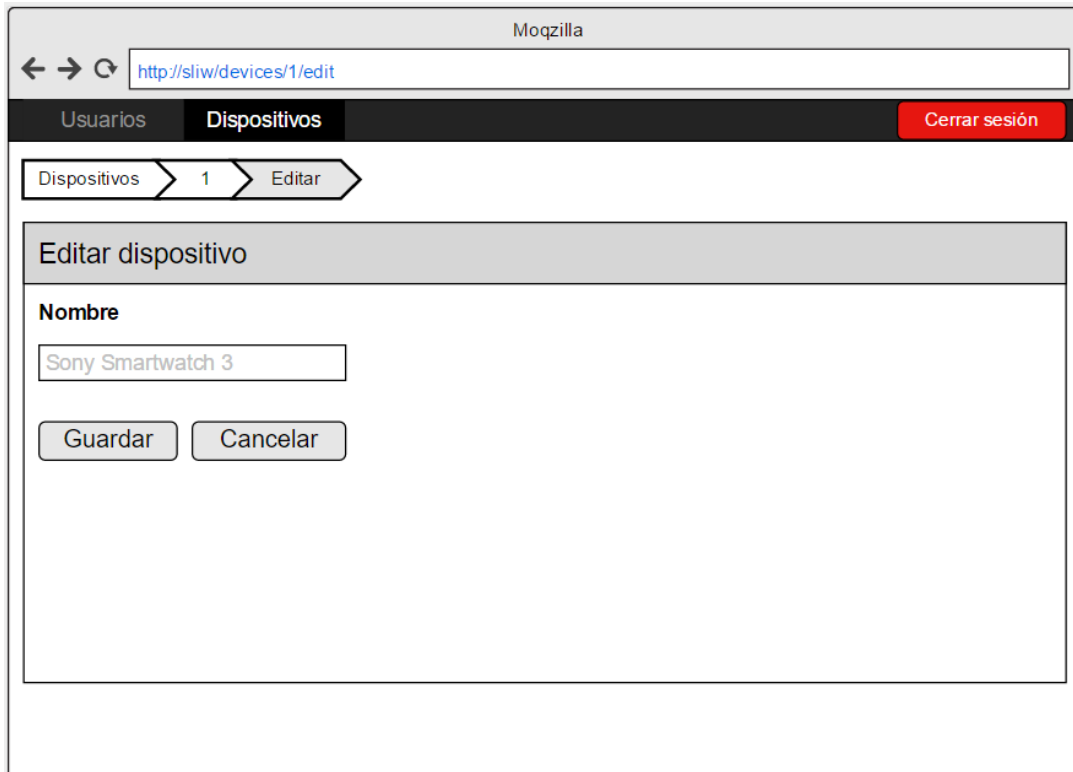 Moqzilla
http://sliw/devices/1/edit
Usuarios Dispositivos Cerrar sesión
Dispositivos 1 Editar
Editar dispositivo
Nombre
Sony Smartwatch 3
Guardar Cancelar